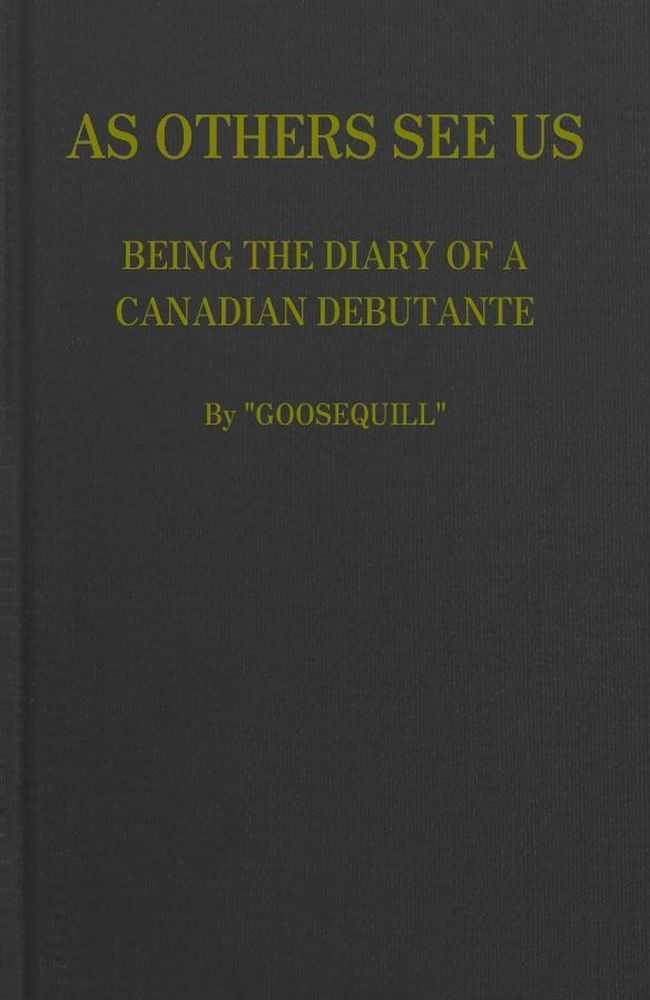 AS OTHERS SEE US
BEING THE DIARY OF A
CANADIAN DEBUTANTE
By "GOOSEQUILL"